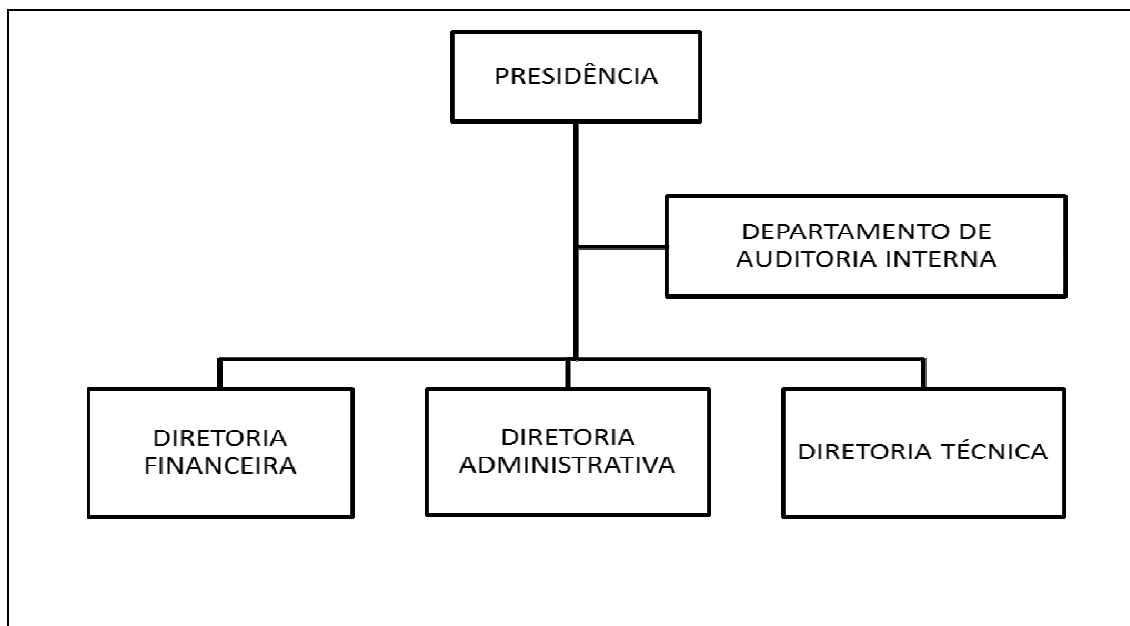 PRESIDÊNCIA
DEPARTAMENTO DE
AUDITORIA INTERNA
DIRETORIA
FINANCEIRA
DIRETORIA
ADMINISTRATIVA
DIRETORIA TÉCNICA